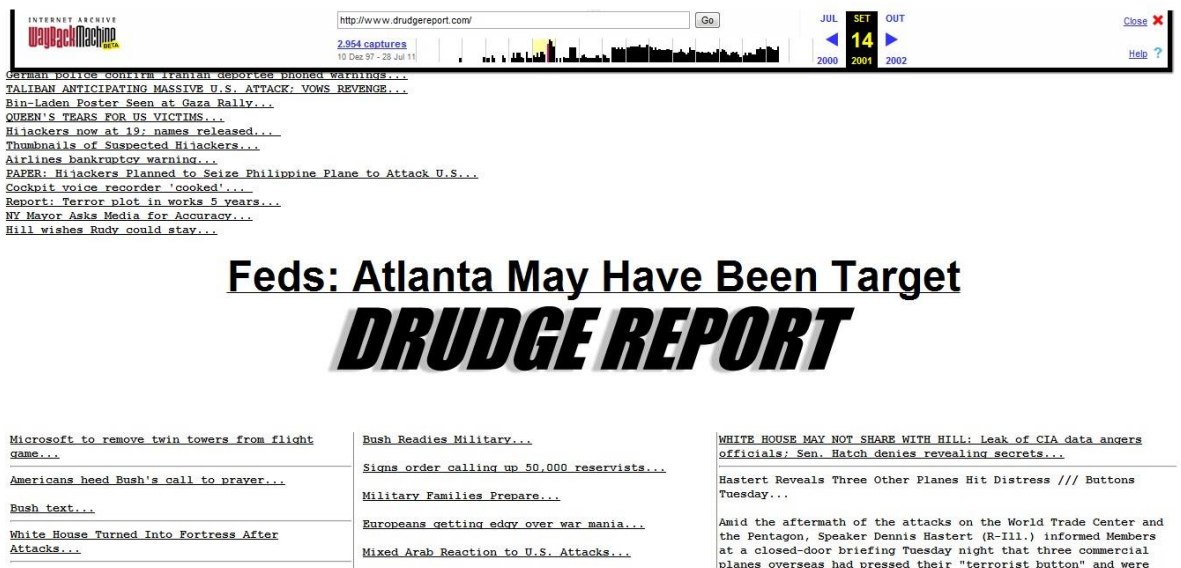 INTERNET ARCHIVE
WayBackMachine
BETA
http://www.drudgereport.com/
Go
2.954 captures
10 Dez 97 - 28 Jul 11
JUL SET OUT
14
2000 2001 2002
Close
Help ?
German police confirm Iranian deportee phoned warnings...
TALIBAN ANTICIPATING MASSIVE U.S. ATTACK; VOWS REVENGE...
Bin-Laden Poster Seen at Gaza Rally...
QUEEN'S TEARS FOR US VICTIMS...
Hijackers now at 19; names released...
Thumbnails of Suspected Hijackers...
Airlines bankruptcy warning...
PAPER: Hijackers Planned to Seize Philippine Plane to Attack U.S...
Cockpit voice recorder 'cooked'...
Report: Terror plot in works 5 years...
NY Mayor Asks Media for Accuracy...
Hill wishes Rudy could stay...
Feds: Atlanta May Have Been Target
DRUDGE REPORT
Microsoft to remove twin towers from flight
game...
Americans heed Bush's call to prayer...
Bush text...
White House Turned Into Fortress After
Attacks...
Bush Readies Military...
Signs order calling up 50,000 reservists...
Military Families Prepare...
Europeans getting edgy over war mania...
Mixed Arab Reaction to U.S. Attacks...
WHITE HOUSE MAY NOT SHARE WITH HILL: Leak of CIA data angers
officials; Sen. Hatch denies revealing secrets...
Hastert Reveals Three Other Planes Hit Distress /// Buttons
Tuesday...
Amid the aftermath of the attacks on the World Trade Center and
the Pentagon, Speaker Dennis Hastert (R-Ill.) informed Members
at a closed-door briefing Tuesday night that three commercial
planes overseas had pressed their "terrorist button" and were